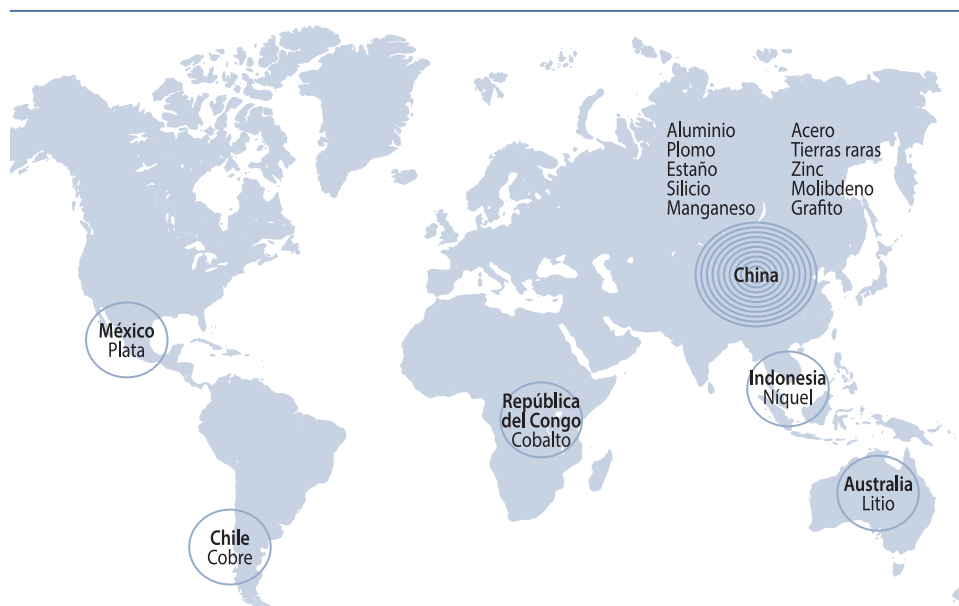 Aluminio
Plomo
Estaño
Silicio
Manganeso
Acero
Tierras raras
Zinc
Molibdeno
Grafito
China
México
Plata
Indonesia
Níquel
República
del Congo
Cobalto
Australia
Litio
Chile
Cobre